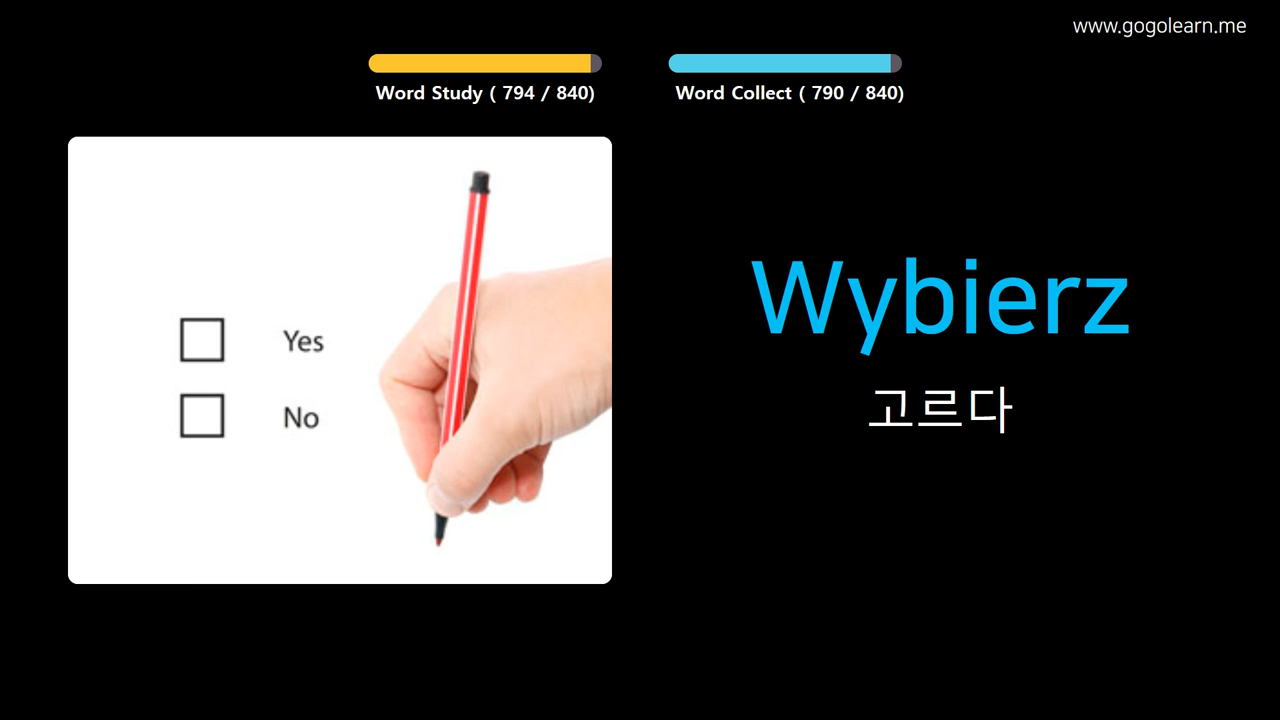 www.gogolearn.me
Word Study ( 794 / 840)
Word Collect ( 790 / 840)
Yes
No
Wybierz
고르다